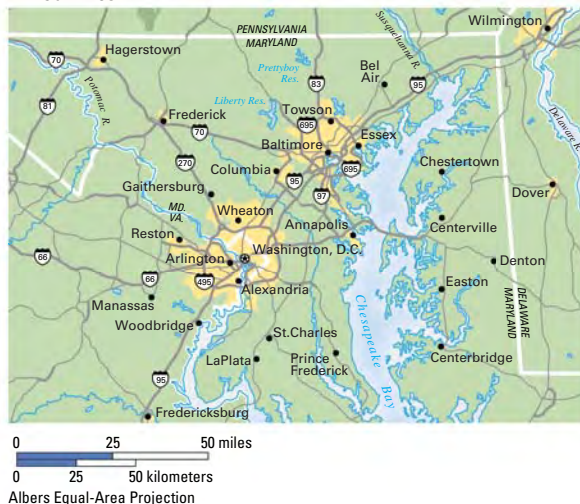 Wilmington
PENNSYLVANIA
MARYLAND
Susquehanna R.
Hagerstown
70
Potomac R.
81
Prettyboy
Res.
83
Bel
Air
95
Liberty Res.
Towson
695
Delaware R.
Frederick
70
Baltimore
Essex
270
Columbia
695
Chestertown
95
Gaithersburg
97
Dover
MD.
VA.
Wheaton
Annapolis
Centerville
Reston
Washington, D.C.
66
Arlington
Denton
66
495
Alexandria
Easton
Manassas
Chesapeake Bay
DELAWARE
MARYLAND
Woodbridge
St.Charles
LaPlata
Prince
Frederick
Centerbridge
95
Fredericksburg
0 25 50 miles
0 25 50 kilometers
Albers Equal-Area Projection